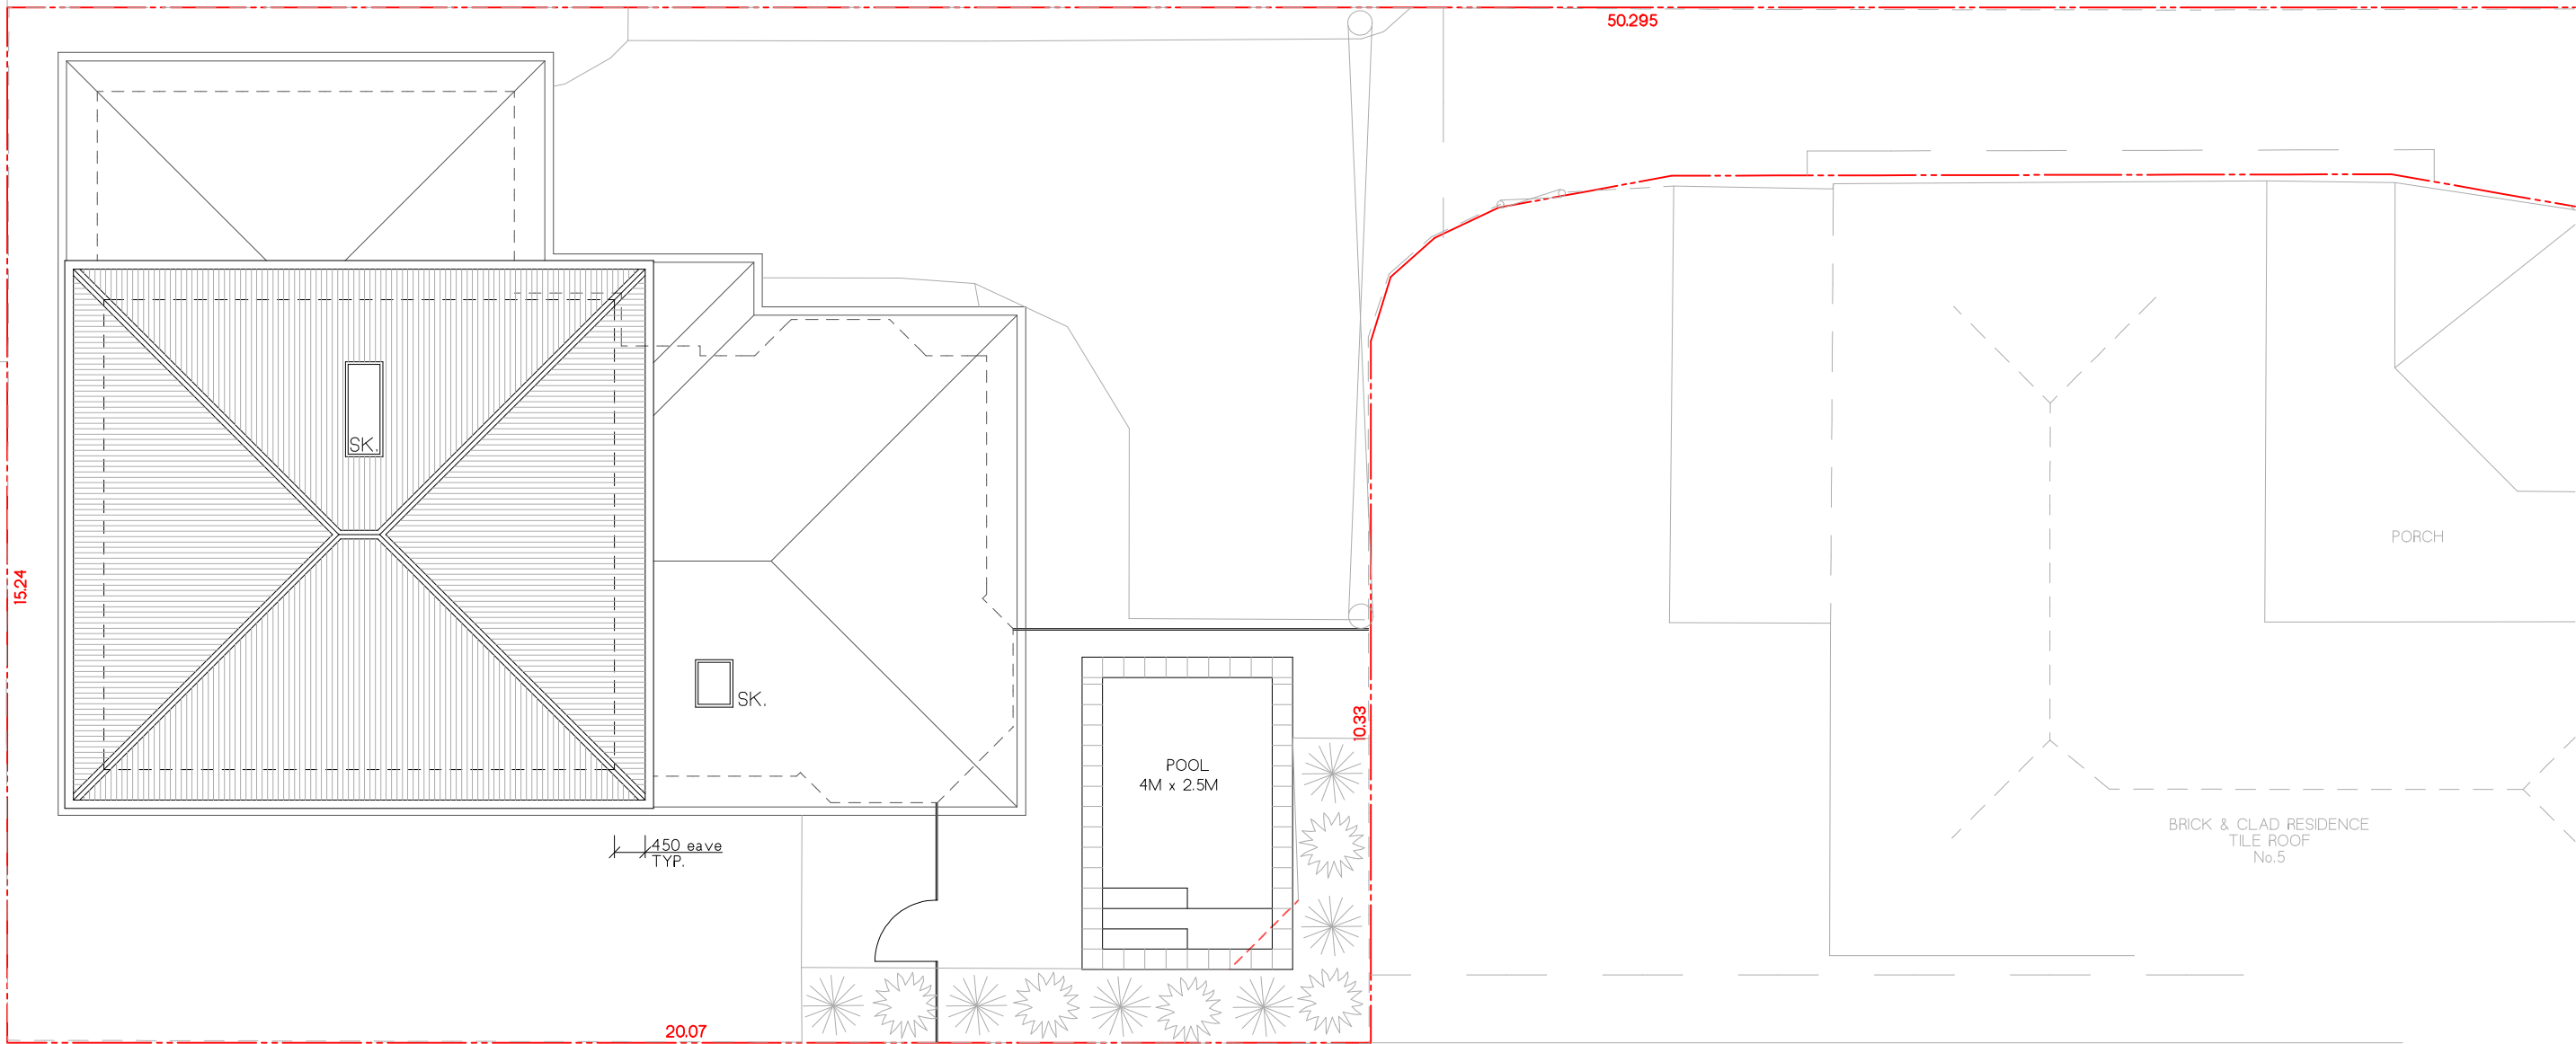 50.295
SK.
PORCH
15.24
SK.
10.33
POOL
4M x 2.5M
BRICK & CLAD RESIDENCE
TILE ROOF
No.5
450 eave
TYP.
20.07